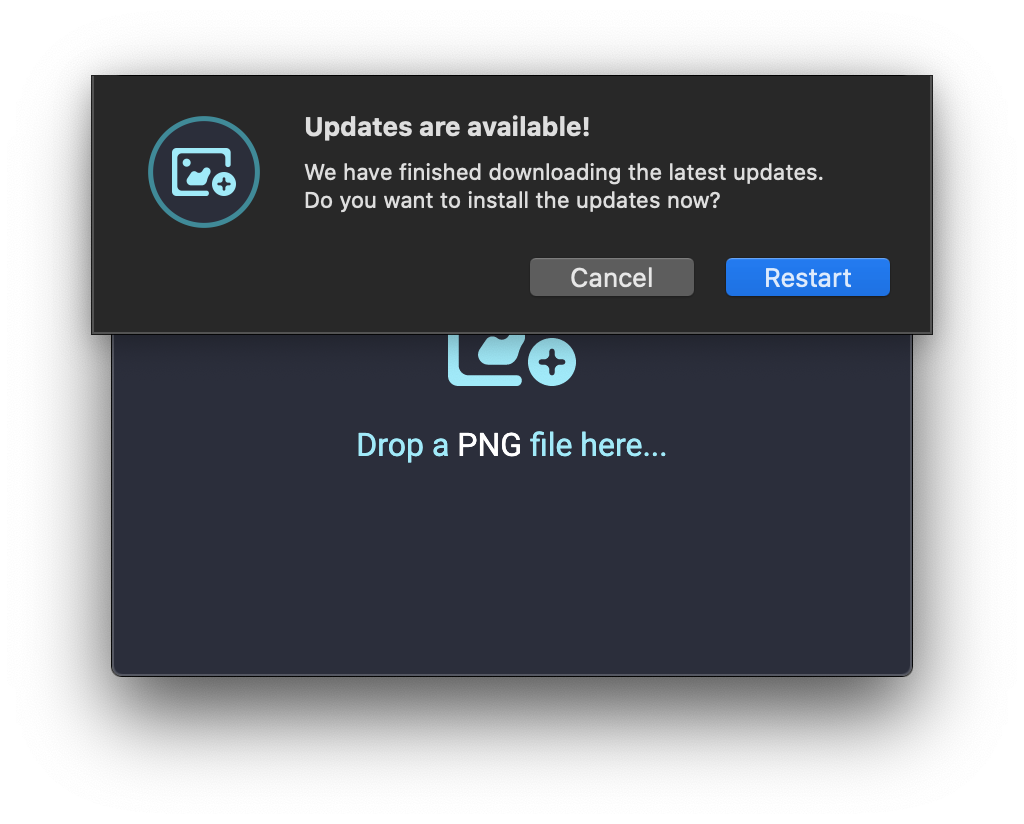 Updates are available!
We have finished downloading the latest updates.
Do you want to install the updates now?
Cancel
Restart
Drop a PNG file here...